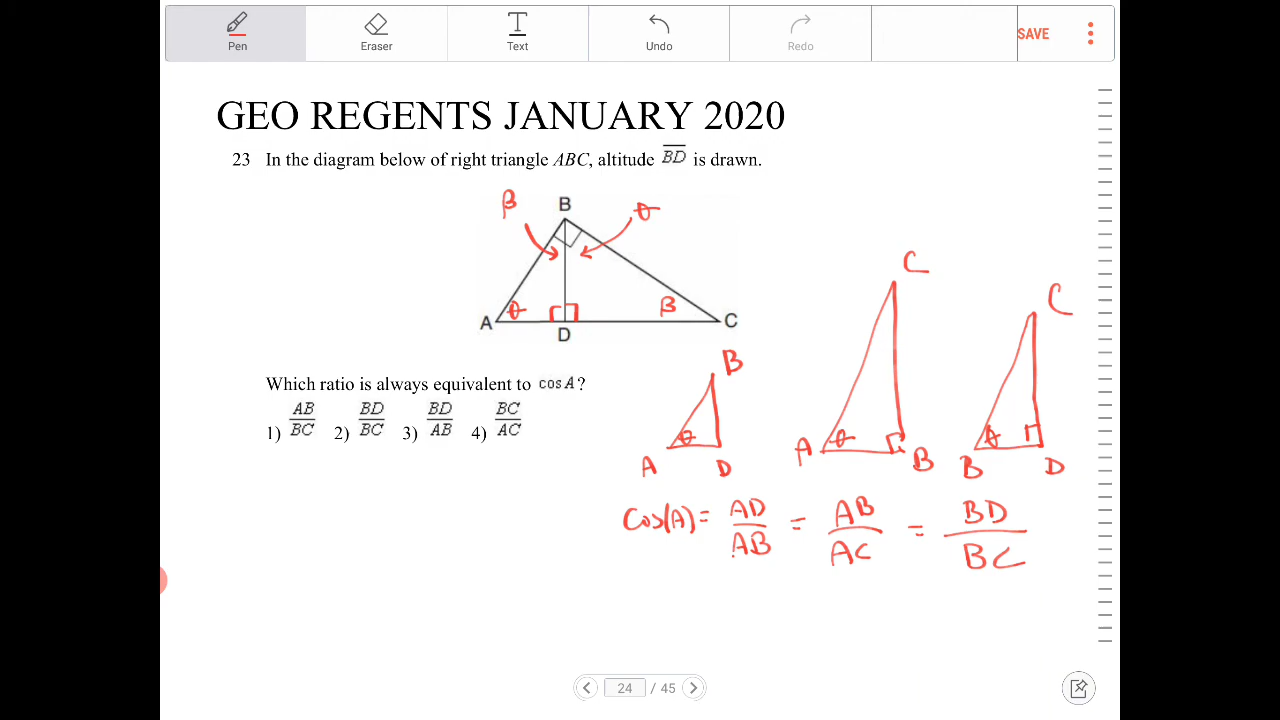 Pen Eraser Text Undo Redo SAVE
GEO REGENTS JANUARY 2020
23 In the diagram below of right triangle ABC, altitude BD is drawn.
β B θ
A θ β C
D
C
C
B
Which ratio is always equivalent to cos A?
1) AB/BC 2) BD/BC 3) BD/AB 4) BC/AC
θ θ θ
A D A B B D
Cos(A) = AD/AB = AB/AC = BD/BC
24 / 45